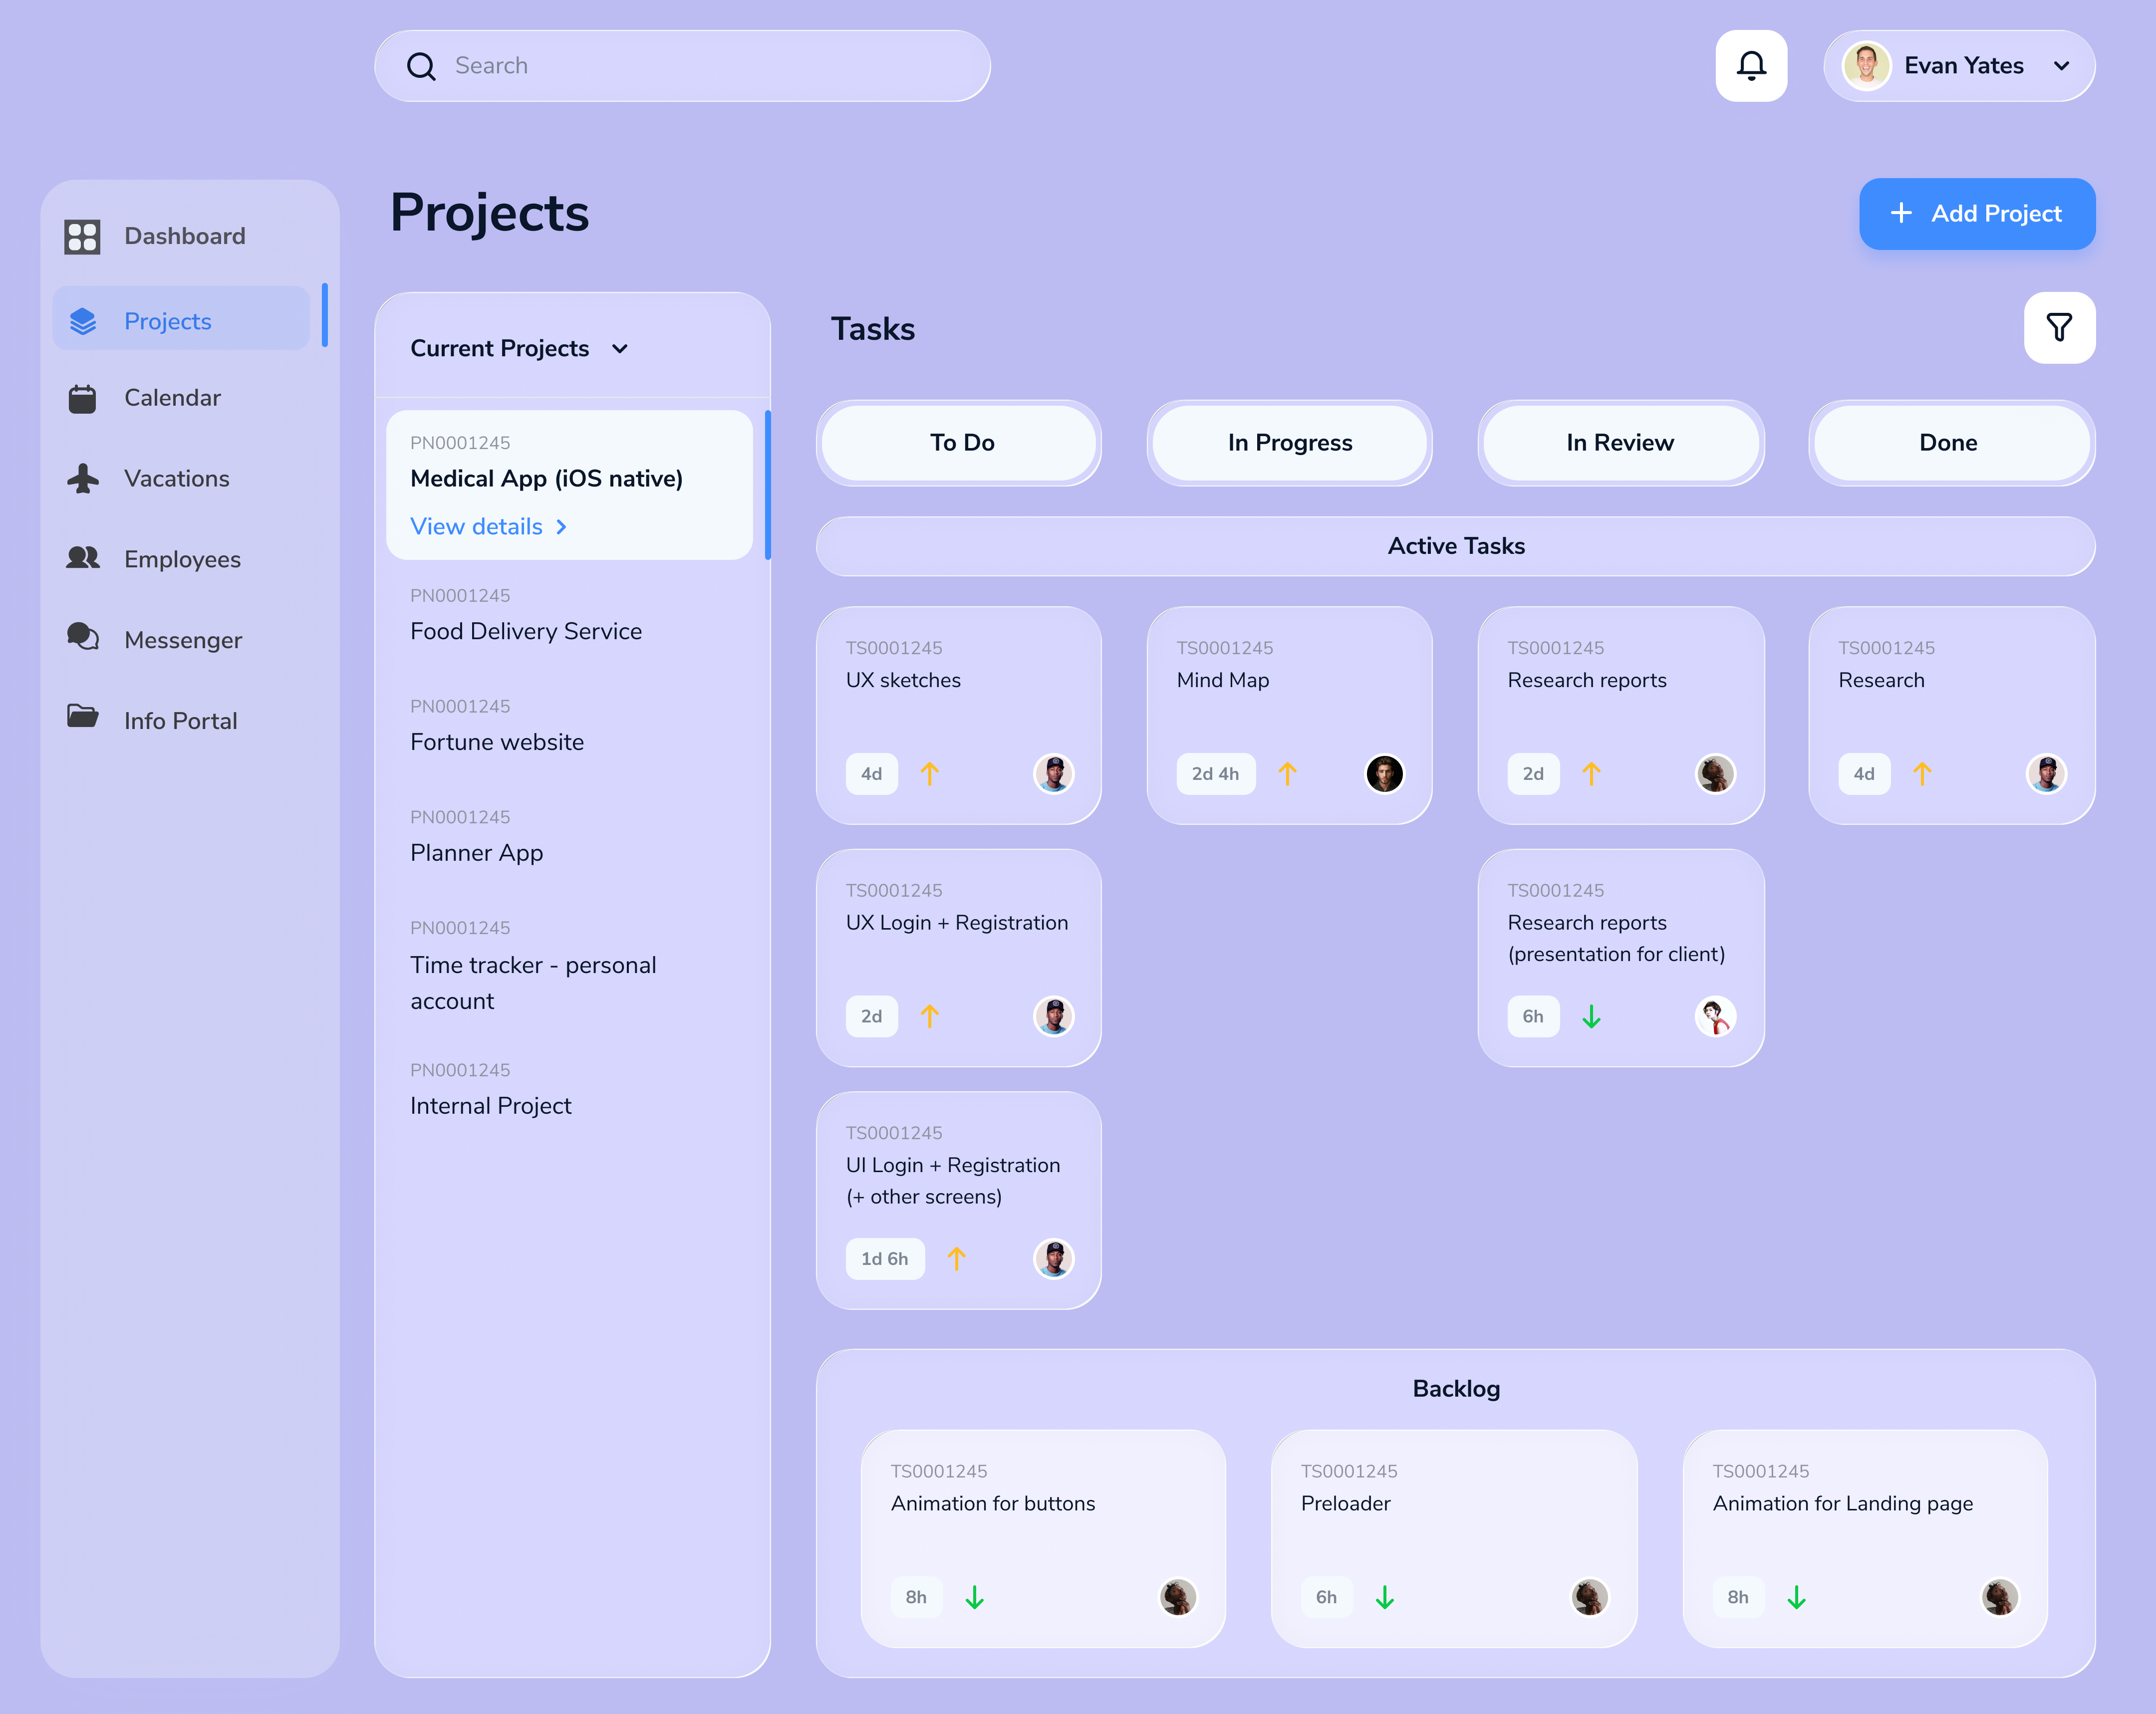 Search
Evan Yates
Dashboard
Projects
Calendar
Vacations
Employees
Messenger
Info Portal
Projects
Add Project
Current Projects
PN0001245
Medical App (iOS native)
View details
PN0001245
Food Delivery Service
PN0001245
Fortune website
PN0001245
Planner App
PN0001245
Time tracker - personal
account
PN0001245
Internal Project
Tasks
To Do
In Progress
In Review
Done
Active Tasks
TS0001245
UX sketches
4d
TS0001245
Mind Map
2d 4h
TS0001245
Research reports
2d
TS0001245
Research
4d
TS0001245
UX Login + Registration
2d
TS0001245
Research reports
(presentation for client)
6h
TS0001245
UI Login + Registration
(+ other screens)
1d 6h
Backlog
TS0001245
Animation for buttons
8h
TS0001245
Preloader
6h
TS0001245
Animation for Landing page
8h